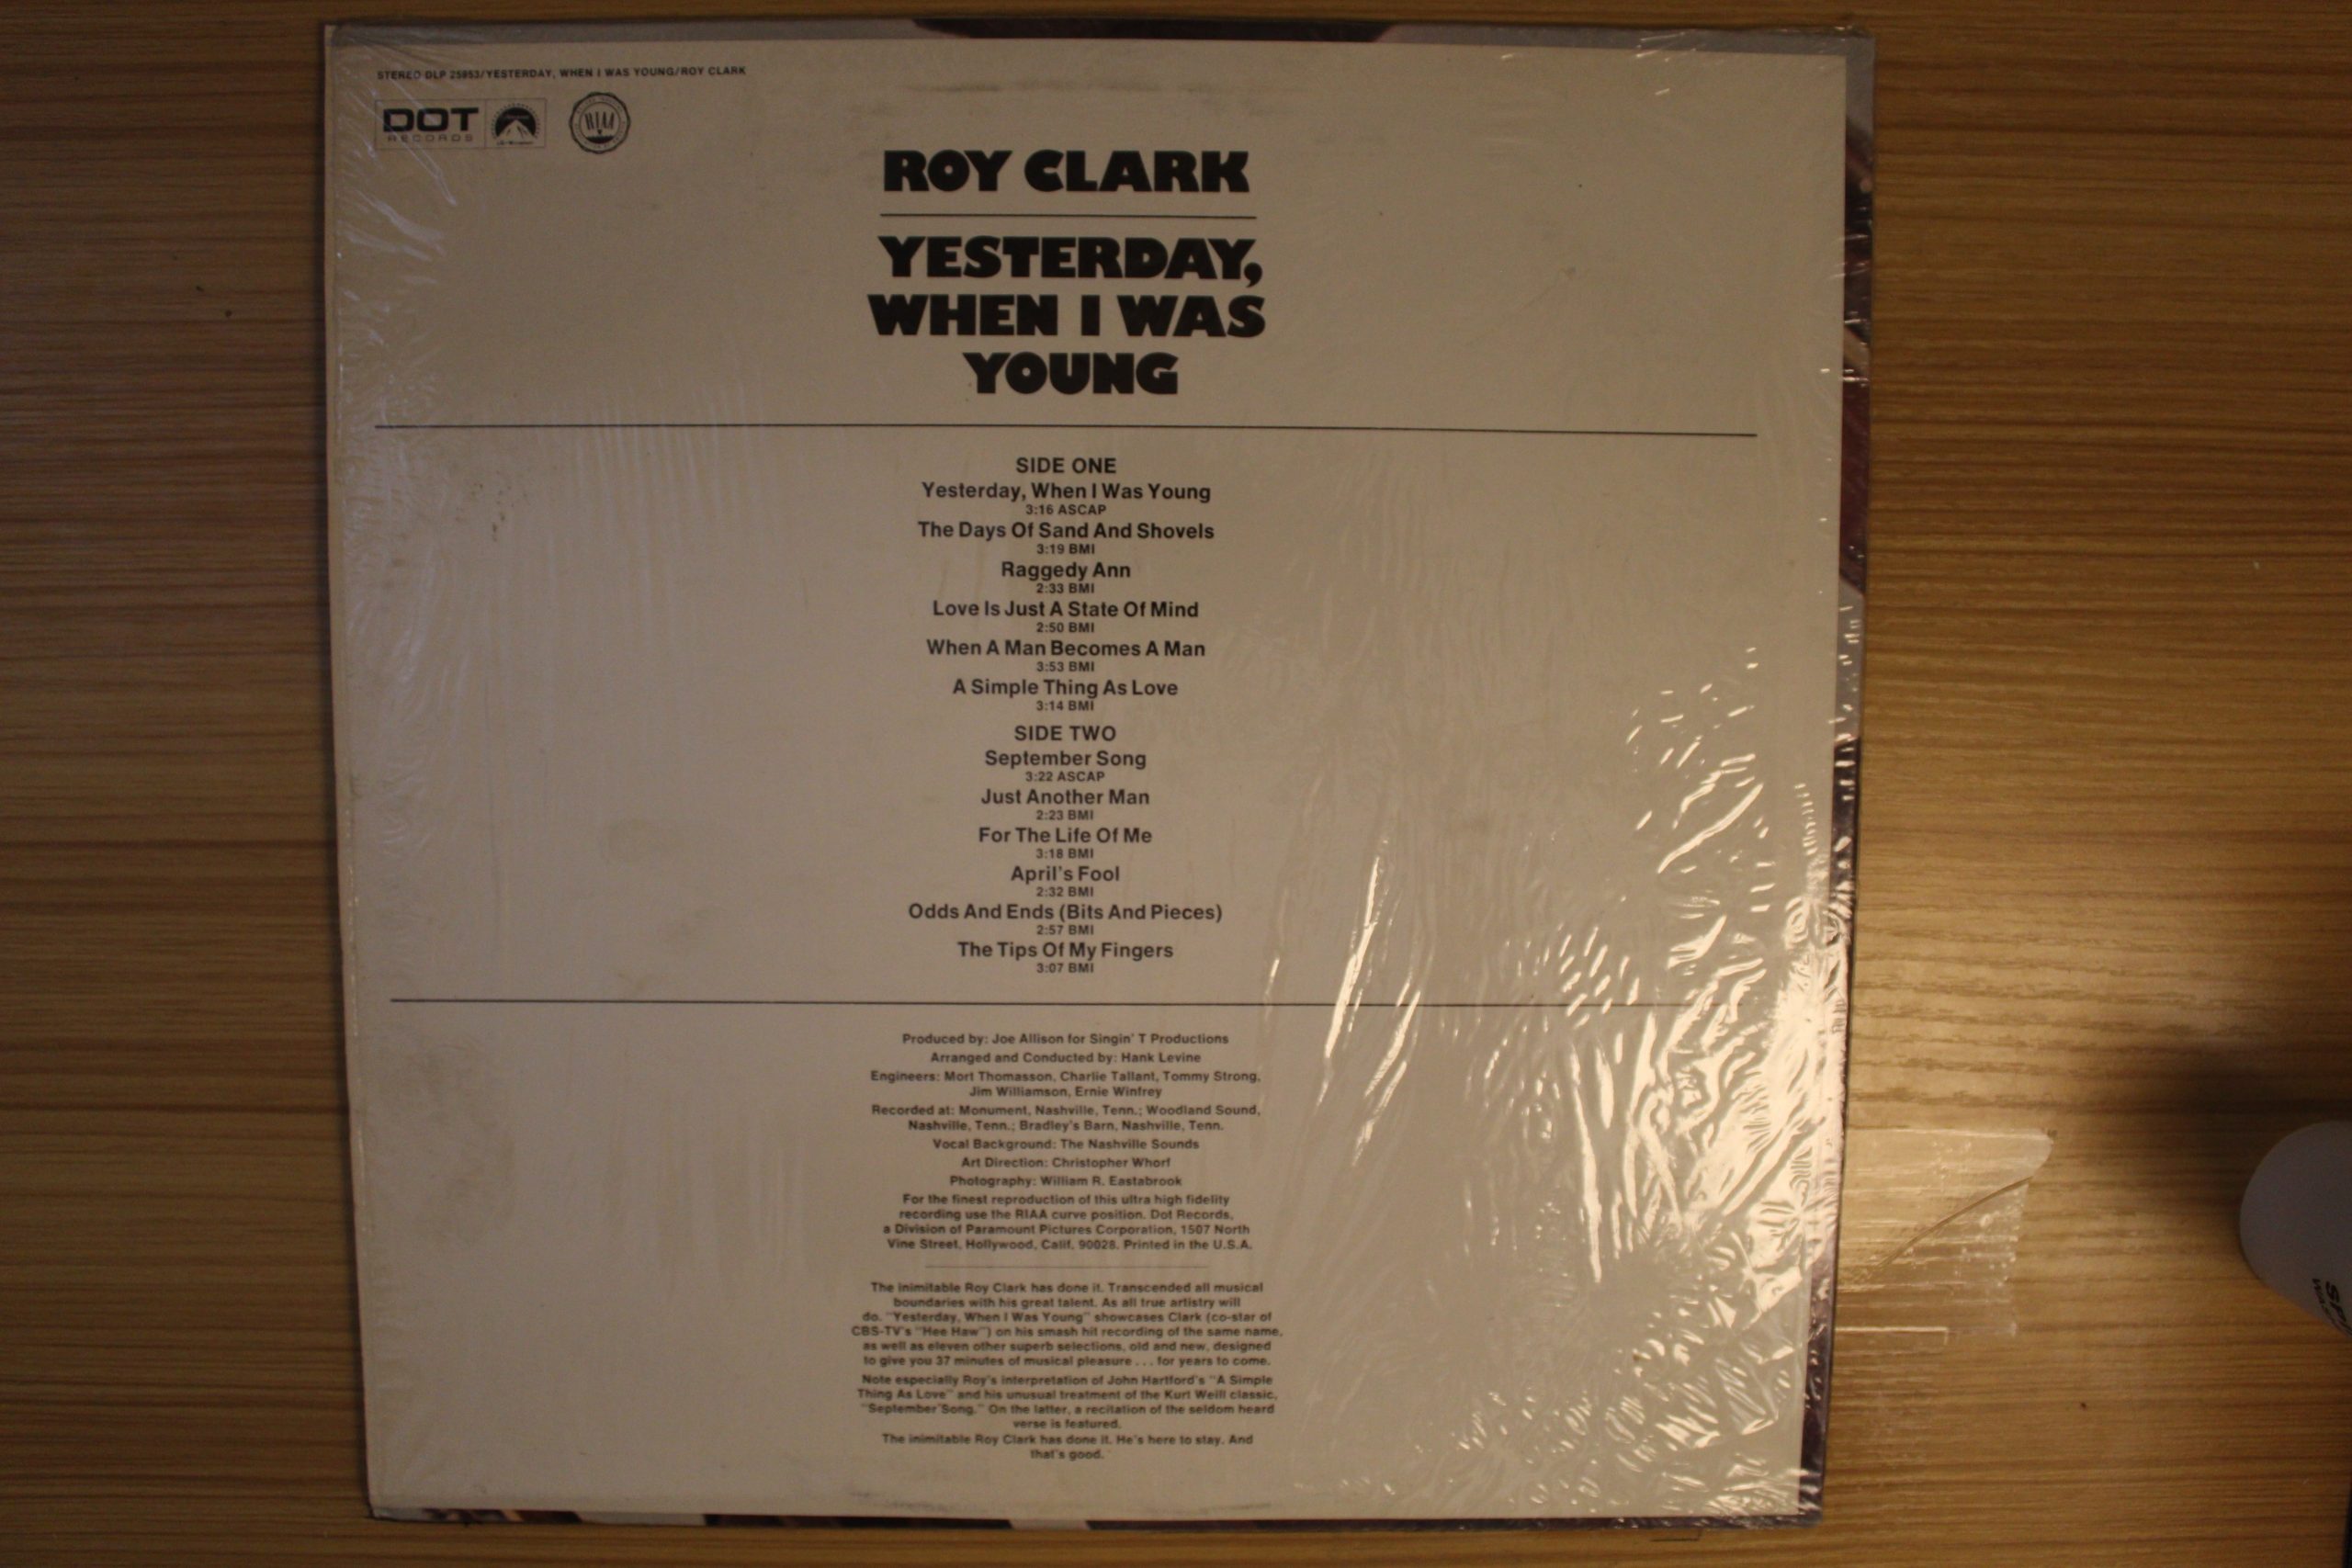 STEREO DLP 25953/YESTERDAY, WHEN I WAS YOUNG/ROY CLARK
DOT
RECORDS
RIAA
ROY CLARK
YESTERDAY,
WHEN I WAS
YOUNG
SIDE ONE
Yesterday, When I Was Young
3:16 ASCAP
The Days Of Sand And Shovels
3:19 BMI
Raggedy Ann
2:33 BMI
Love Is Just A State Of Mind
2:50 BMI
When A Man Becomes A Man
3:53 BMI
A Simple Thing As Love
3:14 BMI
SIDE TWO
September Song
3:22 ASCAP
Just Another Man
2:23 BMI
For The Life Of Me
3:18 BMI
April's Fool
2:32 BMI
Odds And Ends (Bits And Pieces)
2:57 BMI
The Tips Of My Fingers
3:07 BMI
Produced by: Joe Allison for Singin' T Productions
Arranged and Conducted by: Hank Levine
Engineers: Mort Thomasson, Charlie Tallant, Tommy Strong,
Jim Williamson, Ernie Winfrey
Recorded at: Monument, Nashville, Tenn.; Woodland Sound,
Nashville, Tenn.; Bradley's Barn, Nashville, Tenn.
Vocal Background: The Nashville Sounds
Art Direction: Christopher Whorf
Photography: William R. Eastabrook
For the finest reproduction of this ultra high fidelity
recording use the RIAA curve position. Dot Records,
a Division of Paramount Pictures Corporation, 1507 North
Vine Street, Hollywood, Calif. 90028. Printed in the U.S.A.
The inimitable Roy Clark has done it. Transcended all musical
boundaries with his great talent. As all true artistry will
do. "Yesterday, When I Was Young" showcases Clark (co-star of
CBS-TV's "Hee Haw") on his smash hit recording of the same name,
as well as eleven other superb selections, old and new, designed
to give you 37 minutes of musical pleasure . . . for years to come.
Note especially Roy's interpretation of John Hartford's "A Simple
Thing As Love" and his unusual treatment of the Kurt Weill classic,
"September Song." On the latter, a recitation of the seldom heard
verse is featured.
The inimitable Roy Clark has done it. He's here to stay. And
that's good.